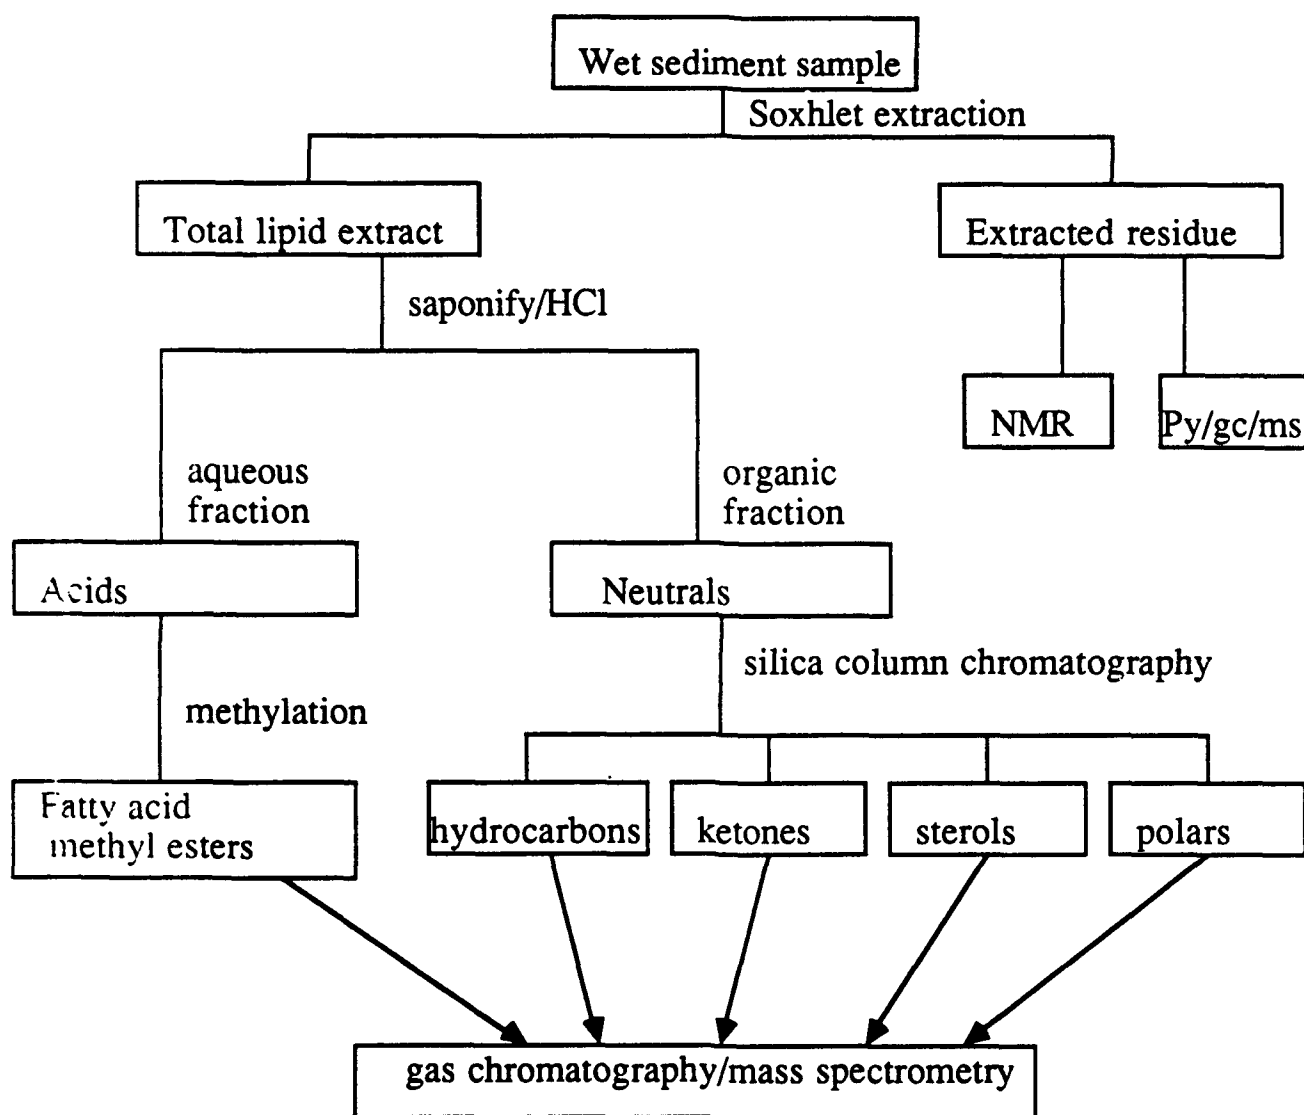 Wet sediment sample
Soxhlet extraction
Total lipid extract
Extracted residue
saponify/HCl
NMR
Py/gc/ms
aqueous
fraction
organic
fraction
Acids
Neutrals
silica column chromatography
methylation
Fatty acid
methyl esters
hydrocarbons
ketones
sterols
polars
gas chromatography/mass spectrometry